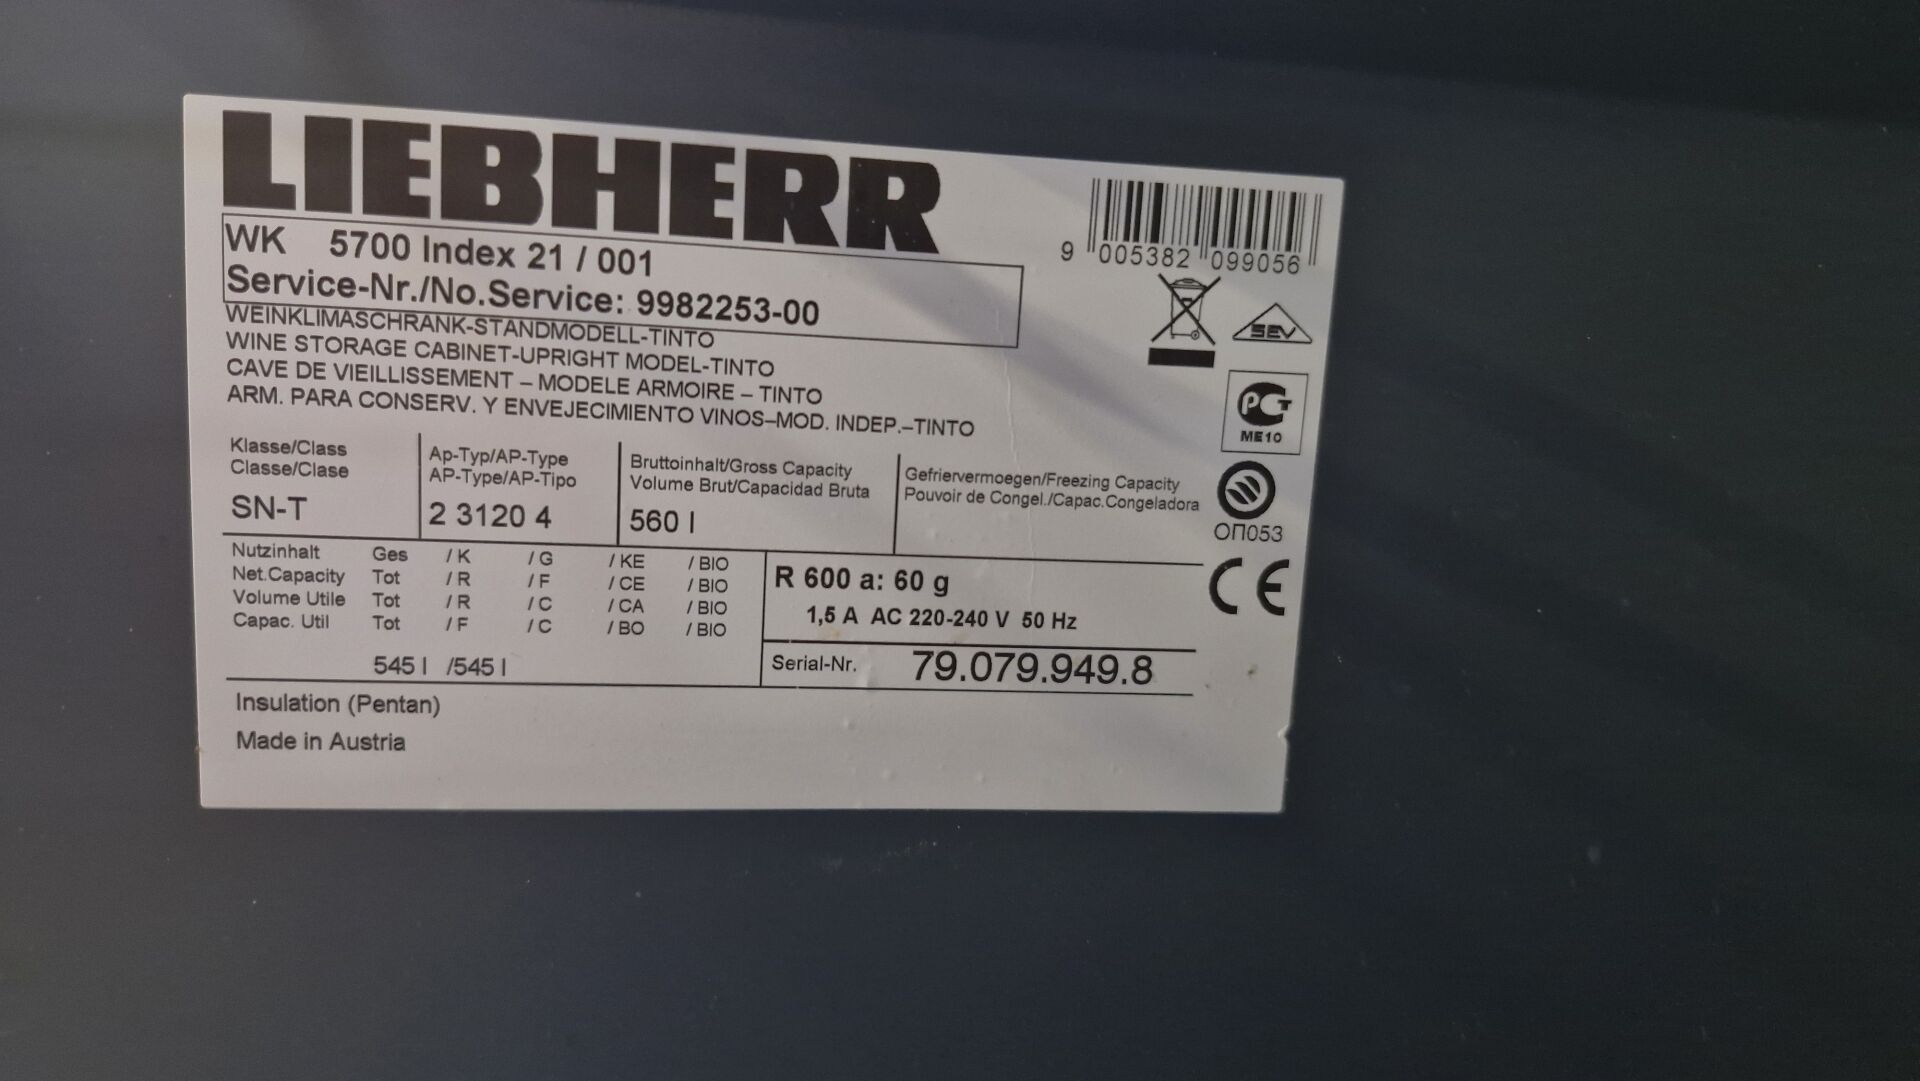 LIEBHERR
WK 5700 Index 21 / 001
Service-Nr./No.Service: 9982253-00
WEINKLIMASCHRANK-STANDMODELL-TINTO
WINE STORAGE CABINET-UPRIGHT MODEL-TINTO
CAVE DE VIEILLISSEMENT – MODELE ARMOIRE – TINTO
ARM. PARA CONSERV. Y ENVEJECIMIENTO VINOS–MOD. INDEP.–TINTO
9 005382 099056
SEV
PCT
ME10
ОП053
CE
Klasse/Class
Classe/Clase
SN-T
Ap-Typ/AP-Type
AP-Type/AP-Tipo
2 3120 4
Bruttoinhalt/Gross Capacity
Volume Brut/Capacidad Bruta
560 l
Gefriervermoegen/Freezing Capacity
Pouvoir de Congel./Capac.Congeladora
Nutzinhalt Ges / K / G / KE / BIO
Net.Capacity Tot / R / F / CE / BIO
Volume Utile Tot / R / C / CA / BIO
Capac. Util Tot / F / C / BO / BIO
545 l /545 l
R 600 a: 60 g
1,5 A AC 220-240 V 50 Hz
Serial-Nr. 79.079.949.8
Insulation (Pentan)
Made in Austria